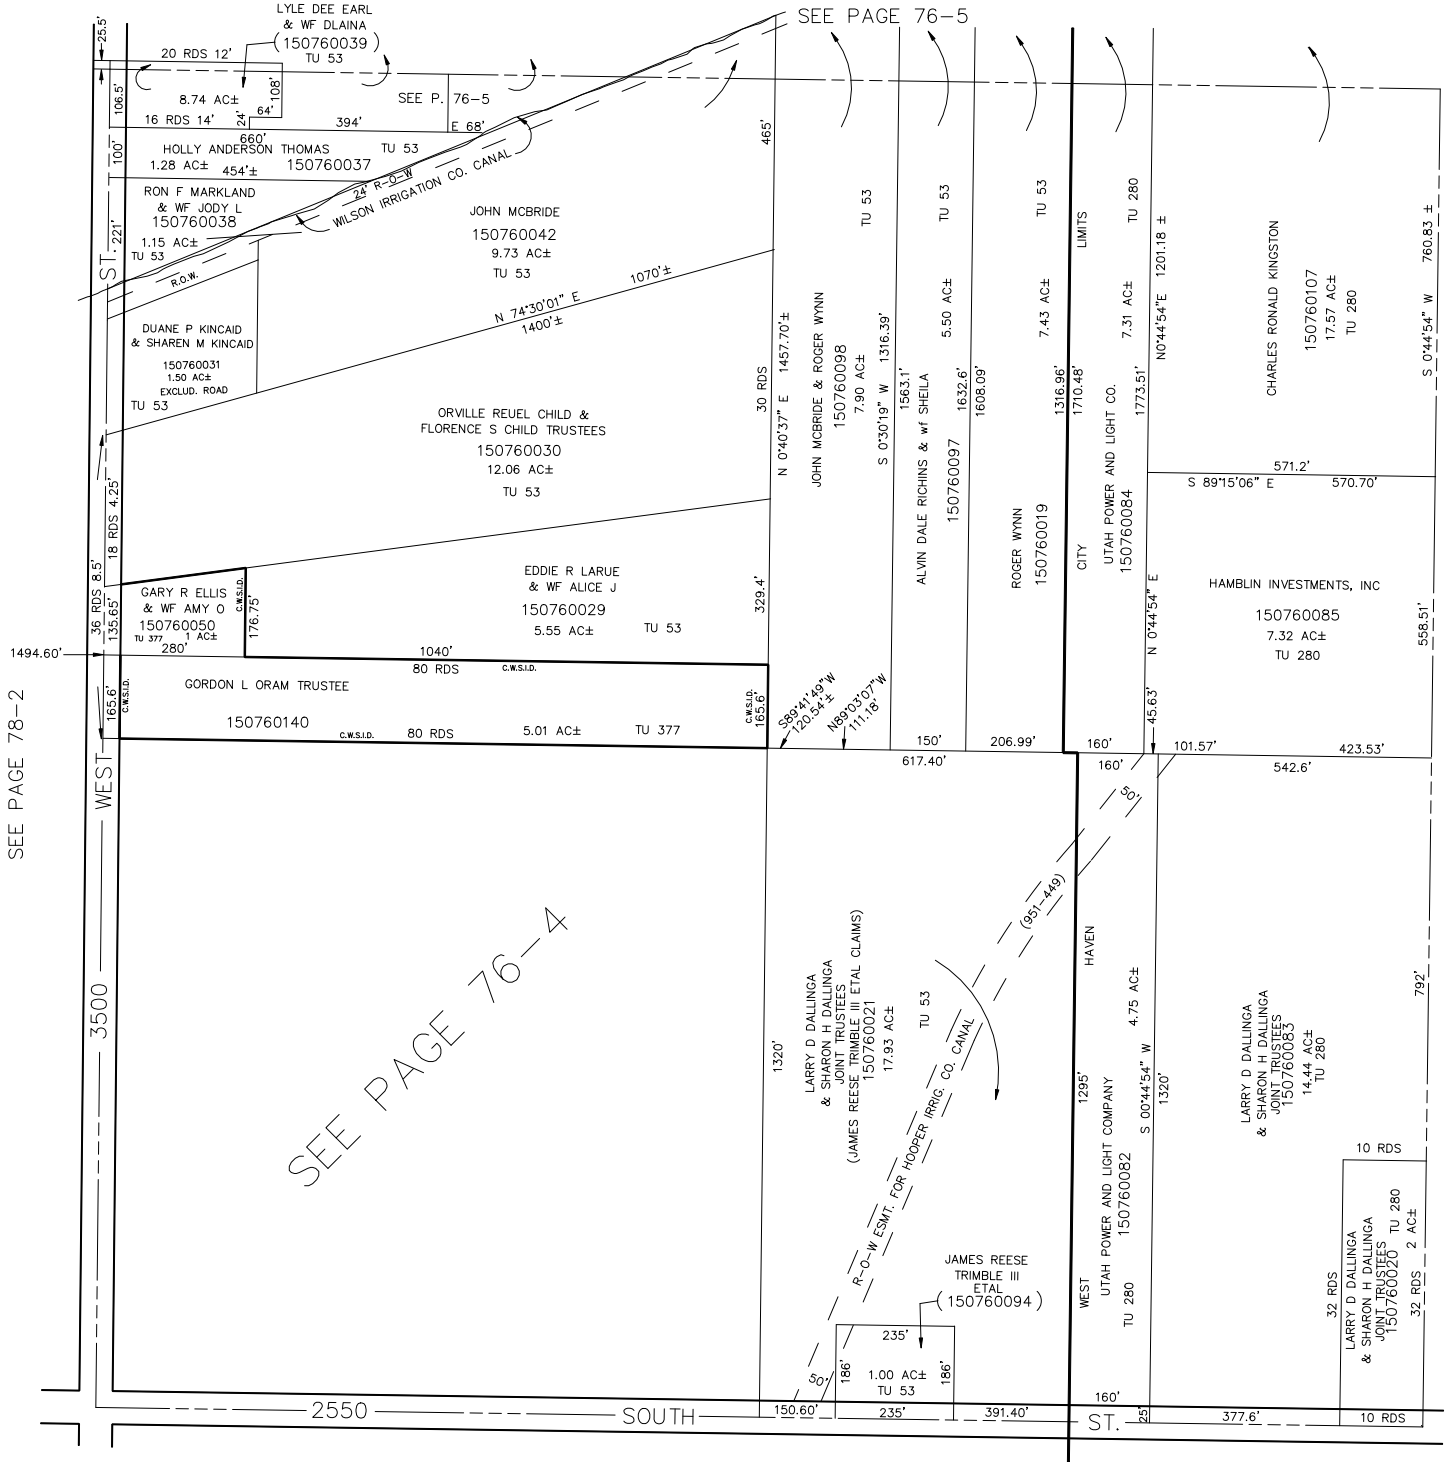 LYLE DEE EARL
& WF DLAINA
(150760039)
TU 53
SEE PAGE 76-5
25.5'
20 RDS 12'
106.5'
8.74 AC±
108'
24'
64'
SEE P. 76-5
16 RDS 14'
394'
E 68'
660'
100'
HOLLY ANDERSON THOMAS
TU 53
1.28 AC±
454'±
150760037
24' R-O-W
WILSON IRRIGATION CO. CANAL
RON F MARKLAND
& WF JODY L
150760038
1.15 AC±
TU 53
221'
R.O.W.
JOHN MCBRIDE
150760042
9.73 AC±
TU 53
465'
1070'±
N 74°30'01" E
1400'±
DUANE P KINCAID
& SHAREN M KINCAID
150760031
1.50 AC±
EXCLUD. ROAD
TU 53
ORVILLE REUEL CHILD &
FLORENCE S CHILD TRUSTEES
150760030
12.06 AC±
TU 53
18 RDS 4.25'
36 RDS 8.5'
30 RDS
N 0°40'37" E 1457.70'±
JOHN MCBRIDE & ROGER WYNN
150760098
7.90 AC±
TU 53
S 0°30'19" W 1316.39'
1563.1'
ALVIN DALE RICHINS & wf SHEILA
150760097
5.50 AC±
TU 53
1632.6'
1608.09'
ROGER WYNN
150760019
7.43 AC±
TU 53
1316.96'
1710.48'
CITY
LIMITS
UTAH POWER AND LIGHT CO.
150760084
7.31 AC±
TU 280
1773.51'
N0°44'54"E 1201.18 ±
CHARLES RONALD KINGSTON
150760107
17.57 AC±
TU 280
S 0°44'54" W 760.83 ±
571.2'
S 89°15'06" E
570.70'
HAMBLIN INVESTMENTS, INC
150760085
7.32 AC±
TU 280
N 0°44'54" E
45.63'
558.51'
GARY R ELLIS
& WF AMY O
150760050
TU 377
1 AC±
280'
135.65'
C.W.S.I.D.
176.75'
EDDIE R LARUE
& WF ALICE J
150760029
5.55 AC±
TU 53
329.4'
1494.60'
1040'
80 RDS
C.W.S.I.D.
GORDON L ORAM TRUSTEE
150760140
C.W.S.I.D.
80 RDS
5.01 AC±
TU 377
165.6'
C.W.S.I.D.
C.W.S.I.D.
165.6'
S89°41'49"W
120.54'±
N89°03'07"W
111.18'
150'
206.99'
160'
101.57'
423.53'
617.40'
160'
542.6'
SEE PAGE 78-2
3500
WEST
ST.
SEE PAGE 76-4
50'
(951-449)
1320'
LARRY D DALLINGA
& SHARON H DALLINGA
JOINT TRUSTEES
(JAMES REESE TRIMBLE III ETAL CLAIMS)
150760021
17.93 AC±
TU 53
R-O-W ESMT. FOR HOOPER IRRIG. CO. CANAL
JAMES REESE
TRIMBLE III
ETAL
(150760094)
235'
186'
186'
1.00 AC±
TU 53
50'
WEST
HAVEN
1295'
UTAH POWER AND LIGHT COMPANY
150760082
4.75 AC±
TU 280
S 00°44'54" W
1320'
LARRY D DALLINGA
& SHARON H DALLINGA
JOINT TRUSTEES
150760083
14.44 AC±
TU 280
792'
10 RDS
32 RDS
LARRY D DALLINGA
& SHARON H DALLINGA
JOINT TRUSTEES
150760020
TU 280
2 AC±
32 RDS
160'
25'
2550
SOUTH
ST.
150.60'
235'
391.40'
377.6'
10 RDS